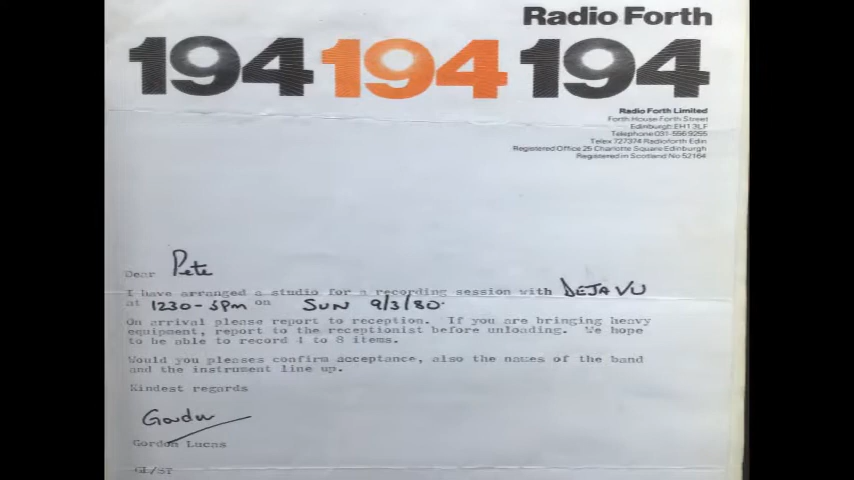 Radio Forth
194 194 194
Radio Forth Limited
Forth House Forth Street
Edinburgh EH1 3LF
Telephone 031-556 9255
Telex 727374 Radioforth Edin
Registered Office 25 Charlotte Square Edinburgh
Registered in Scotland No 52164
Dear Pete
I have arranged a studio for a recording session with DEJA VU
at 1230-5pm on SUN 9/3/80.
On arrival please report to reception. If you are bringing heavy
equipment, report to the receptionist before unloading. We hope
to be able to record 4 to 8 items.
Would you pleases confirm acceptance, also the names of the band
and the instrument line up.
Kindest regards
Gordon
Gordon Lucas
GL/ST